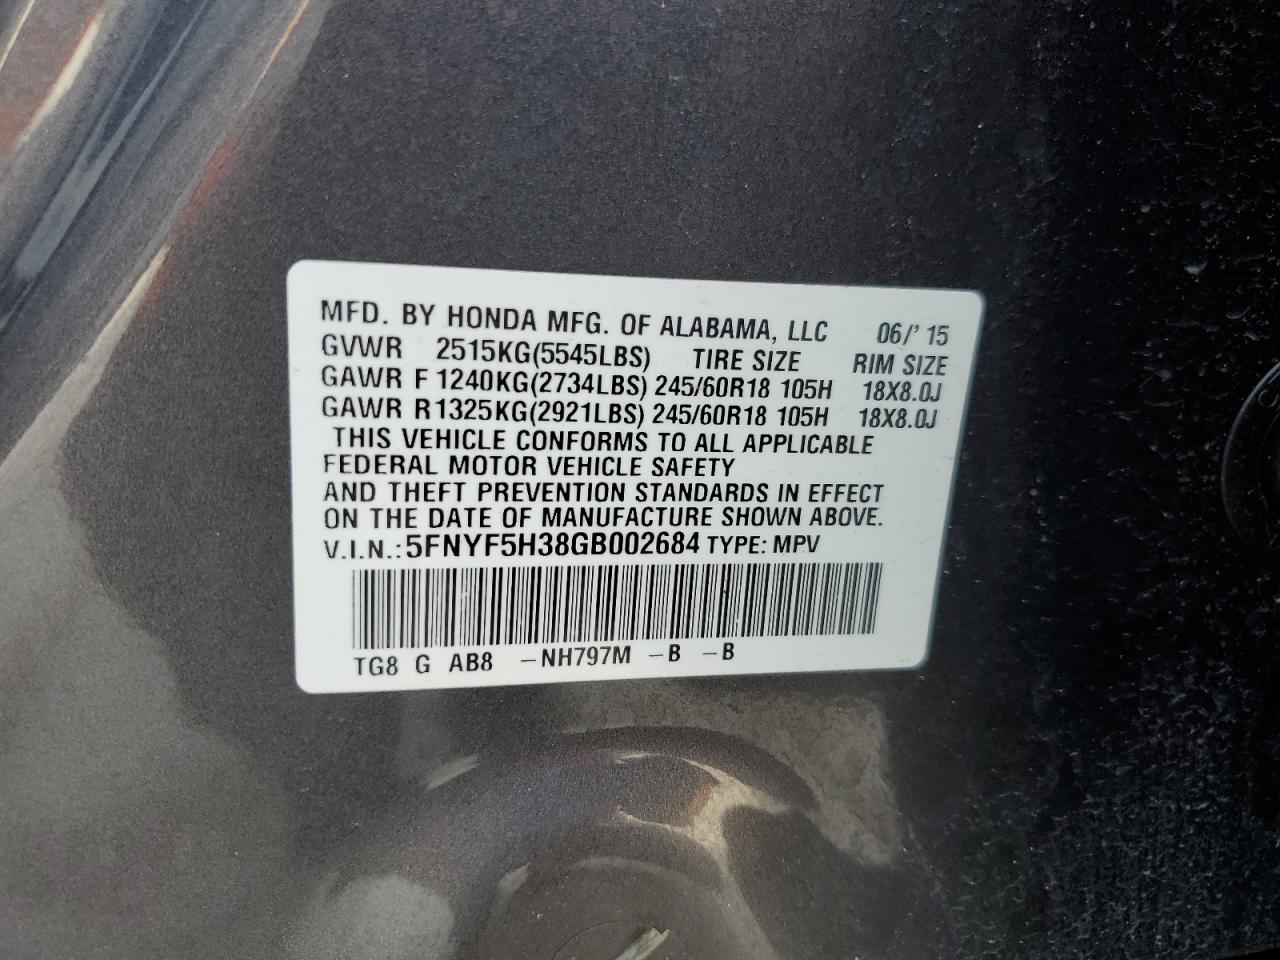 MFD. BY HONDA MFG. OF ALABAMA, LLC 06/' 15
GVWR 2515KG(5545LBS) TIRE SIZE RIM SIZE
GAWR F 1240KG(2734LBS) 245/60R18 105H 18X8.0J
GAWR R1325KG(2921LBS) 245/60R18 105H 18X8.0J
THIS VEHICLE CONFORMS TO ALL APPLICABLE
FEDERAL MOTOR VEHICLE SAFETY
AND THEFT PREVENTION STANDARDS IN EFFECT
ON THE DATE OF MANUFACTURE SHOWN ABOVE.
V.I.N.: 5FNYF5H38GB002684 TYPE: MPV
TG8 G AB8 -NH797M -B -B